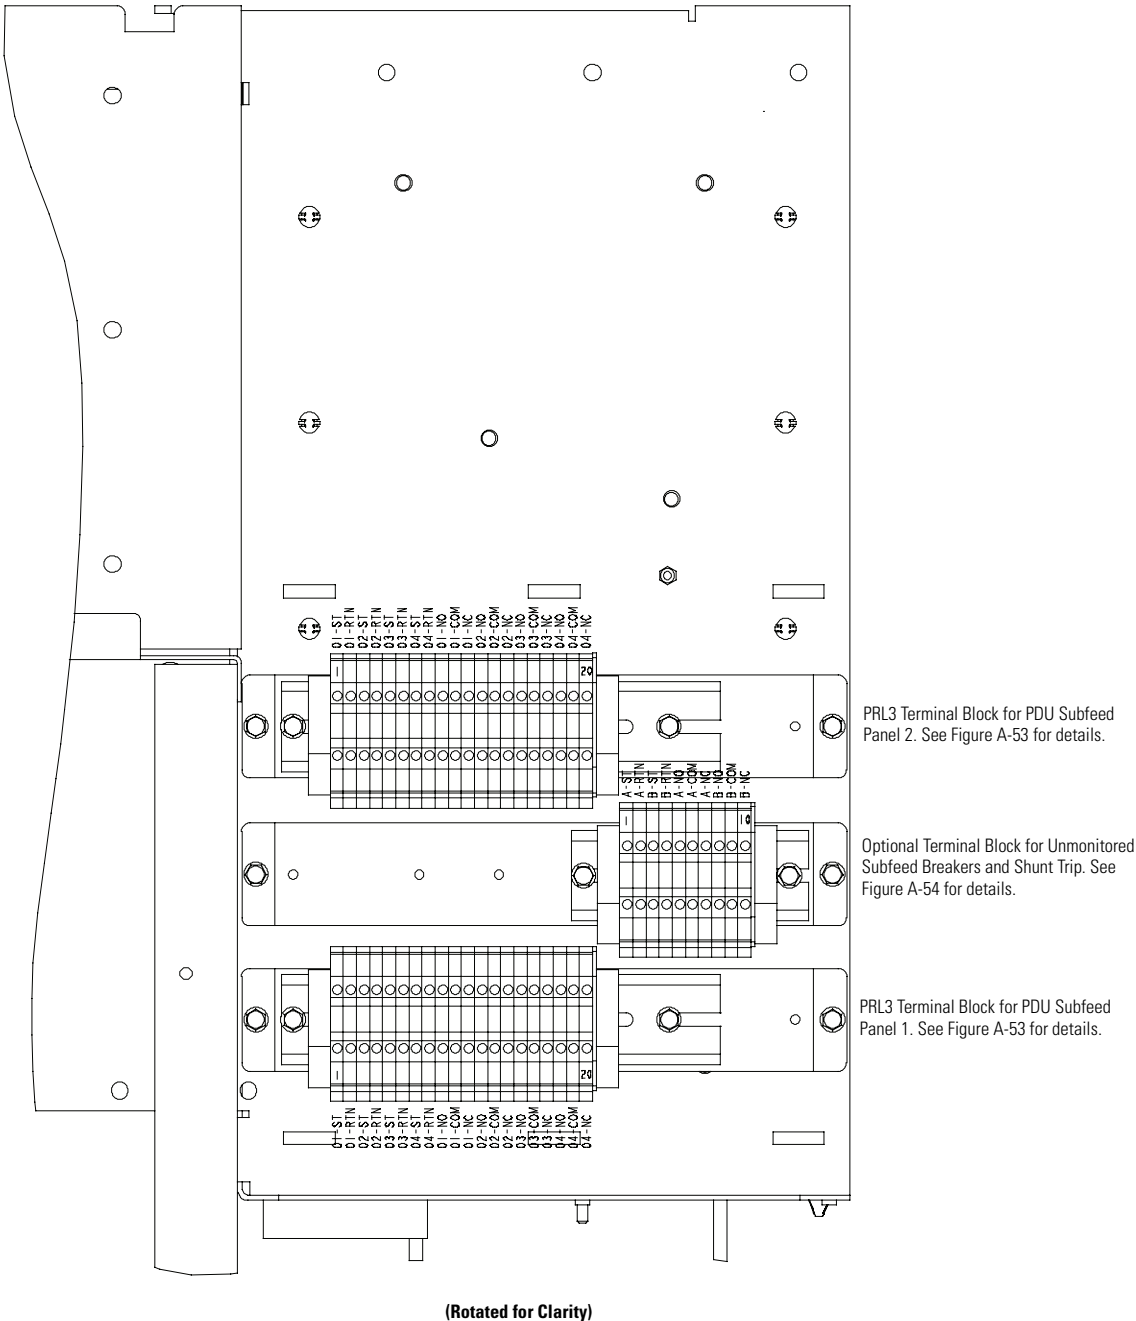 01-ST
01-RTN
02-ST
02-RTN
03-ST
03-RTN
04-ST
04-RTN
01-NO
01-COM
01-NC
02-NO
02-COM
02-NC
03-NO
03-COM
03-NC
04-NO
04-COM
04-NC
1
20
PRL3 Terminal Block for PDU Subfeed
Panel 2. See Figure A-53 for details.
A-ST
A-RTN
B-ST
B-RTN
A-NO
A-COM
A-NC
B-NO
B-COM
B-NC
1
10
Optional Terminal Block for Unmonitored
Subfeed Breakers and Shunt Trip. See
Figure A-54 for details.
PRL3 Terminal Block for PDU Subfeed
Panel 1. See Figure A-53 for details.
1
20
01-ST
01-RTN
02-ST
02-RTN
03-ST
03-RTN
04-ST
04-RTN
01-NO
01-COM
01-NC
02-NO
02-COM
02-NC
03-NO
03-COM
03-NC
04-NO
04-COM
04-NC
(Rotated for Clarity)